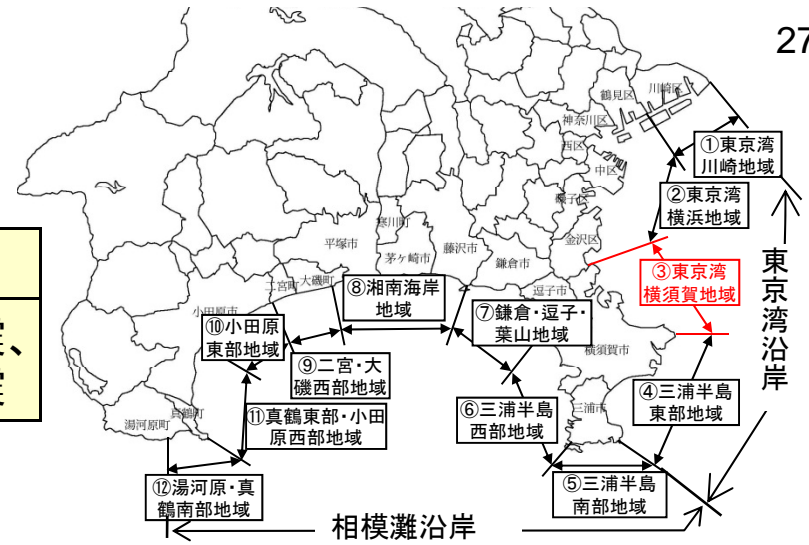 27
鶴見区
川崎区
神奈川区
西区
中区
磯子区
金沢区
①東京湾
川崎地域
②東京湾
横浜地域
③東京湾
横須賀地域
東京湾沿岸
寒川町
平塚市
茅ヶ崎市
藤沢市
鎌倉市
逗子市
二宮町
大磯町
小田原市
⑧湘南海岸
地域
⑦鎌倉・逗子・
葉山地域
⑩小田原
東部地域
⑨二宮・大
磯西部地域
横須賀市
④三浦半島
東部地域
⑥三浦半島
西部地域
三浦市
真鶴町
湯河原町
⑪真鶴東部・小田
原西部地域
⑫湯河原・真
鶴南部地域
⑤三浦半島
南部地域
相模灘沿岸